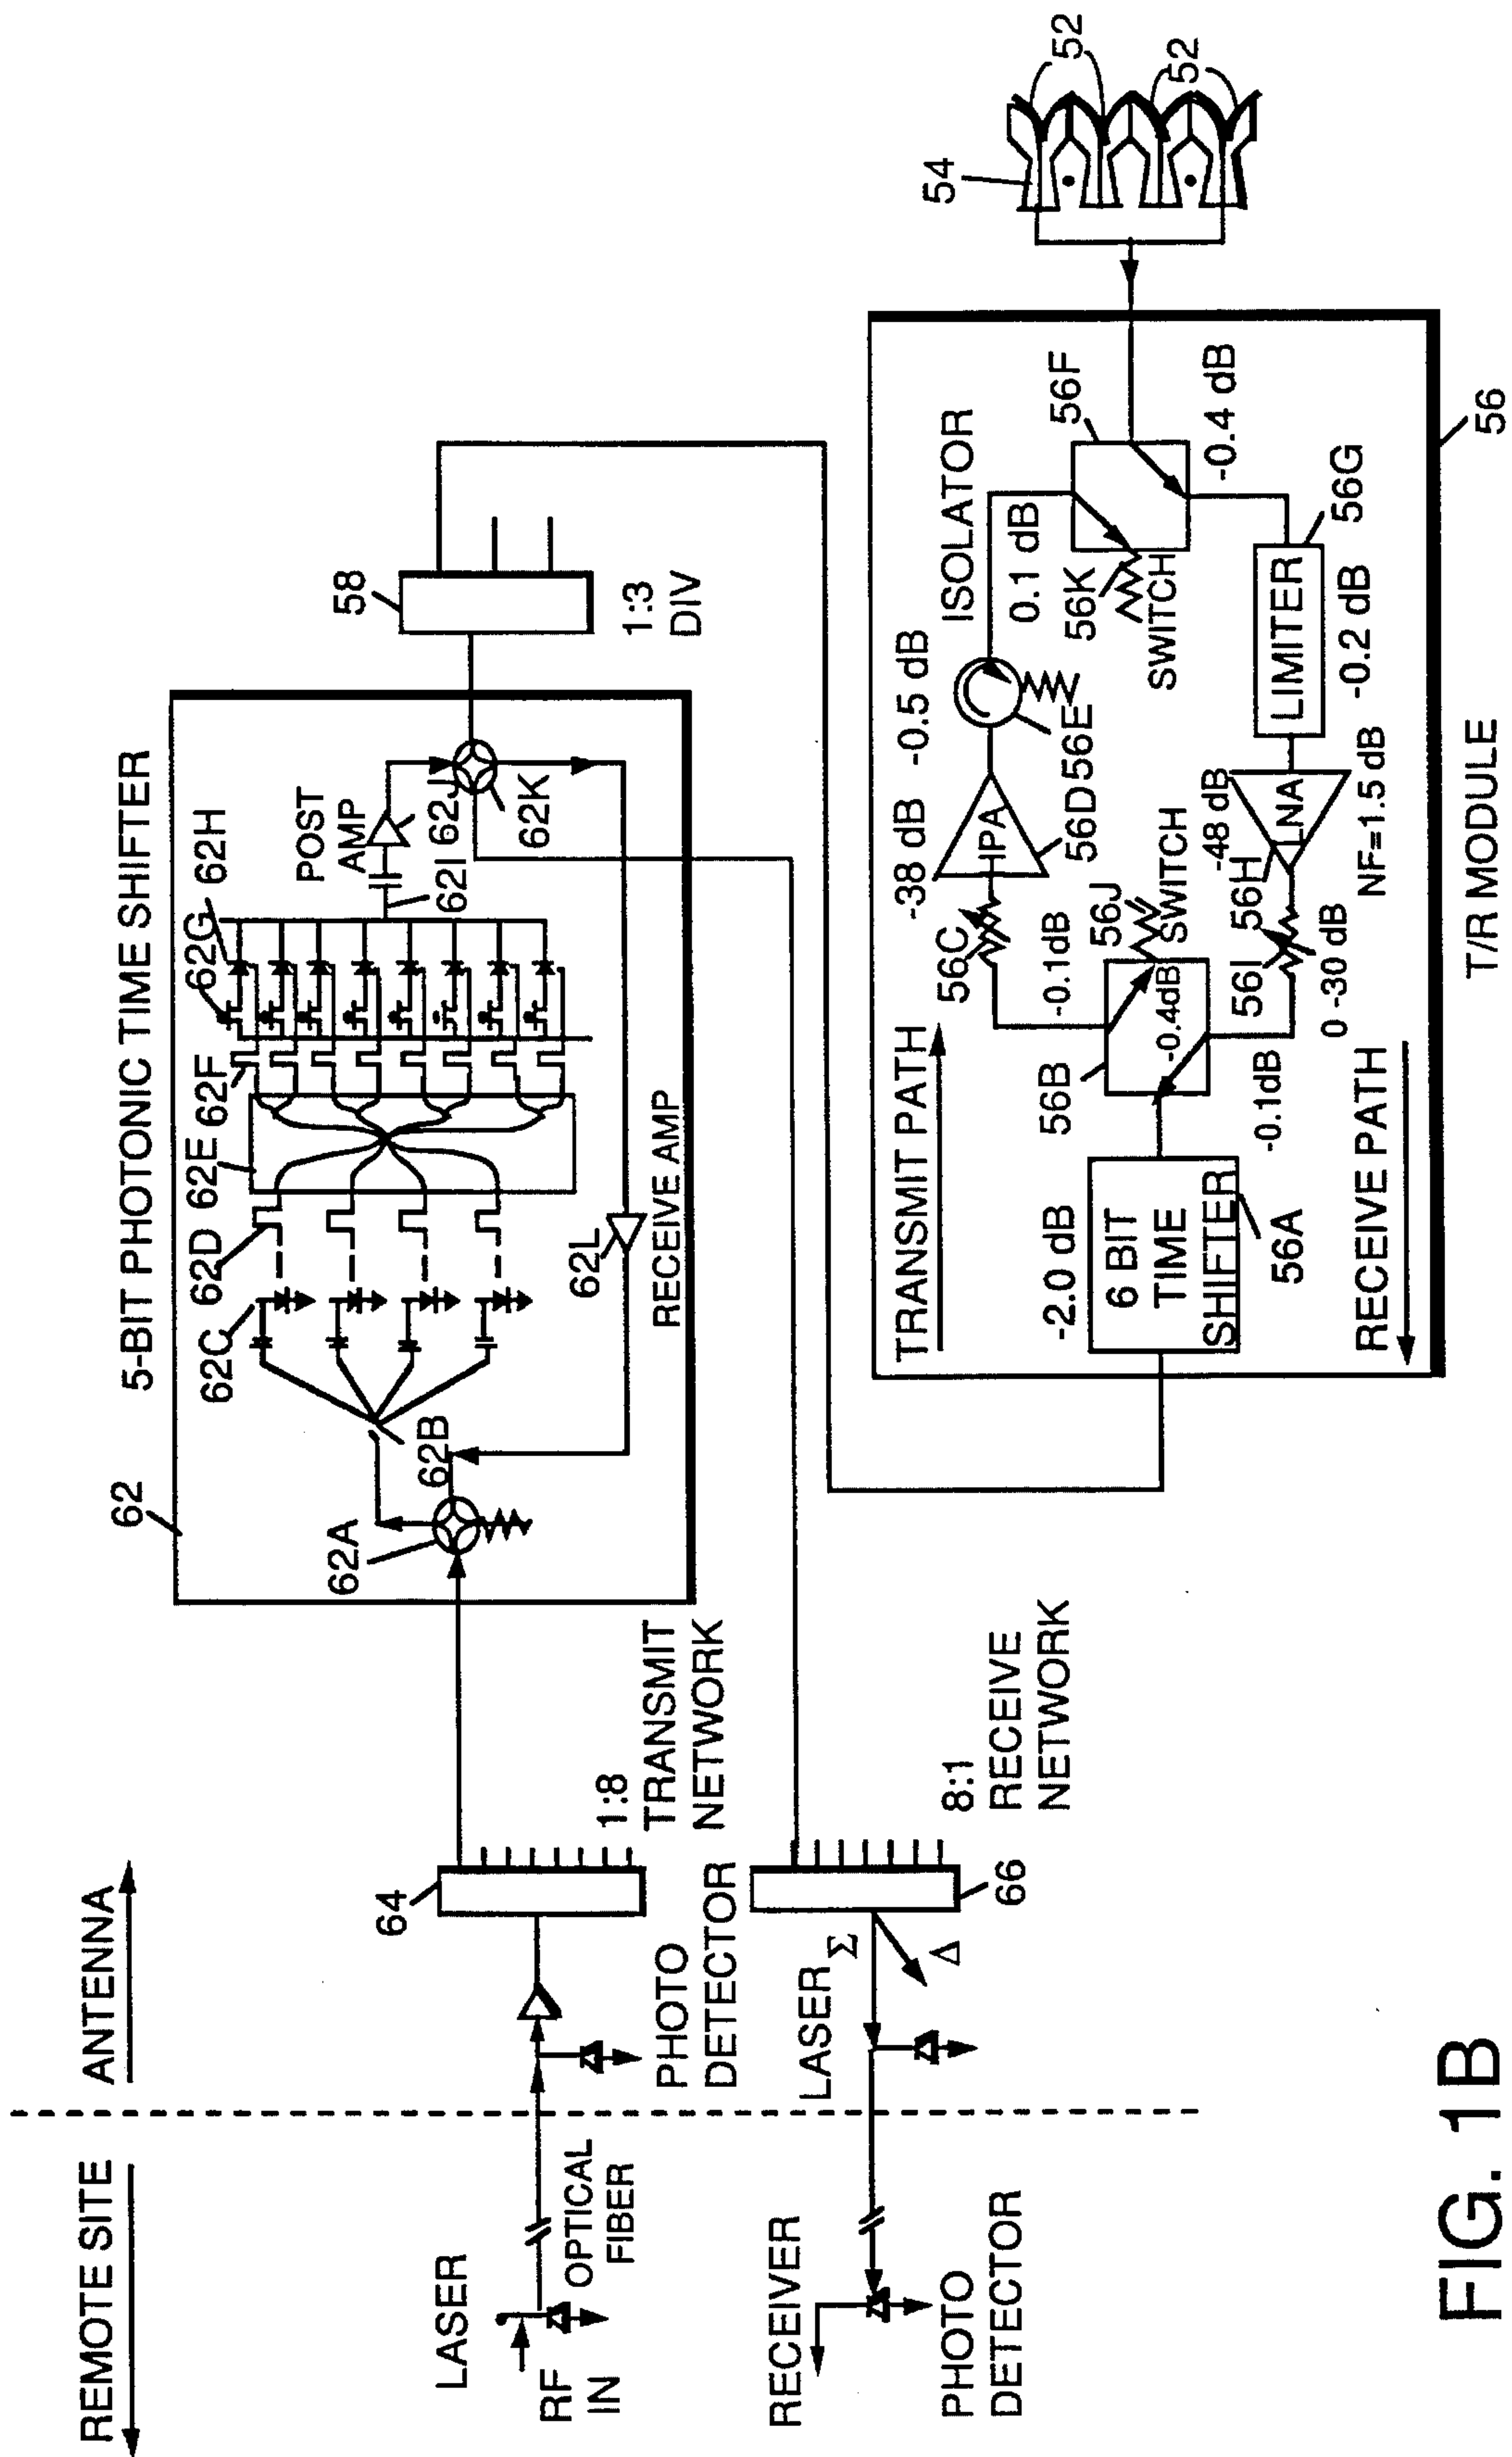 REMOTE SITE
ANTENNA
LASER
RF
IN
OPTICAL
FIBER
PHOTO
DETECTOR
64
1:8
TRANSMIT
NETWORK
RECEIVER
PHOTO
DETECTOR
LASER
Σ
Δ
66
8:1
RECEIVE
NETWORK
62
5-BIT PHOTONIC TIME SHIFTER
62A
62B
62C
62D
62E
62F
62G
62H
POST
AMP
62I
62J
62K
62L
RECEIVE AMP
58
1:3
DIV
TRANSMIT PATH
-2.0 dB
6 BIT
TIME
SHIFTER
56A
56B
-0.4dB
-0.1dB
-0.1dB
56C
56J
SWITCH
-38 dB
HPA
56D
56E
-0.5 dB
ISOLATOR
0.1 dB
56K
SWITCH
56F
-0.4 dB
56G
LIMITER
-0.2 dB
-48 dB
LNA
56H
NF=1.5 dB
56I
0 -30 dB
RECEIVE PATH
T/R MODULE
56
54
52
52
FIG. 1B